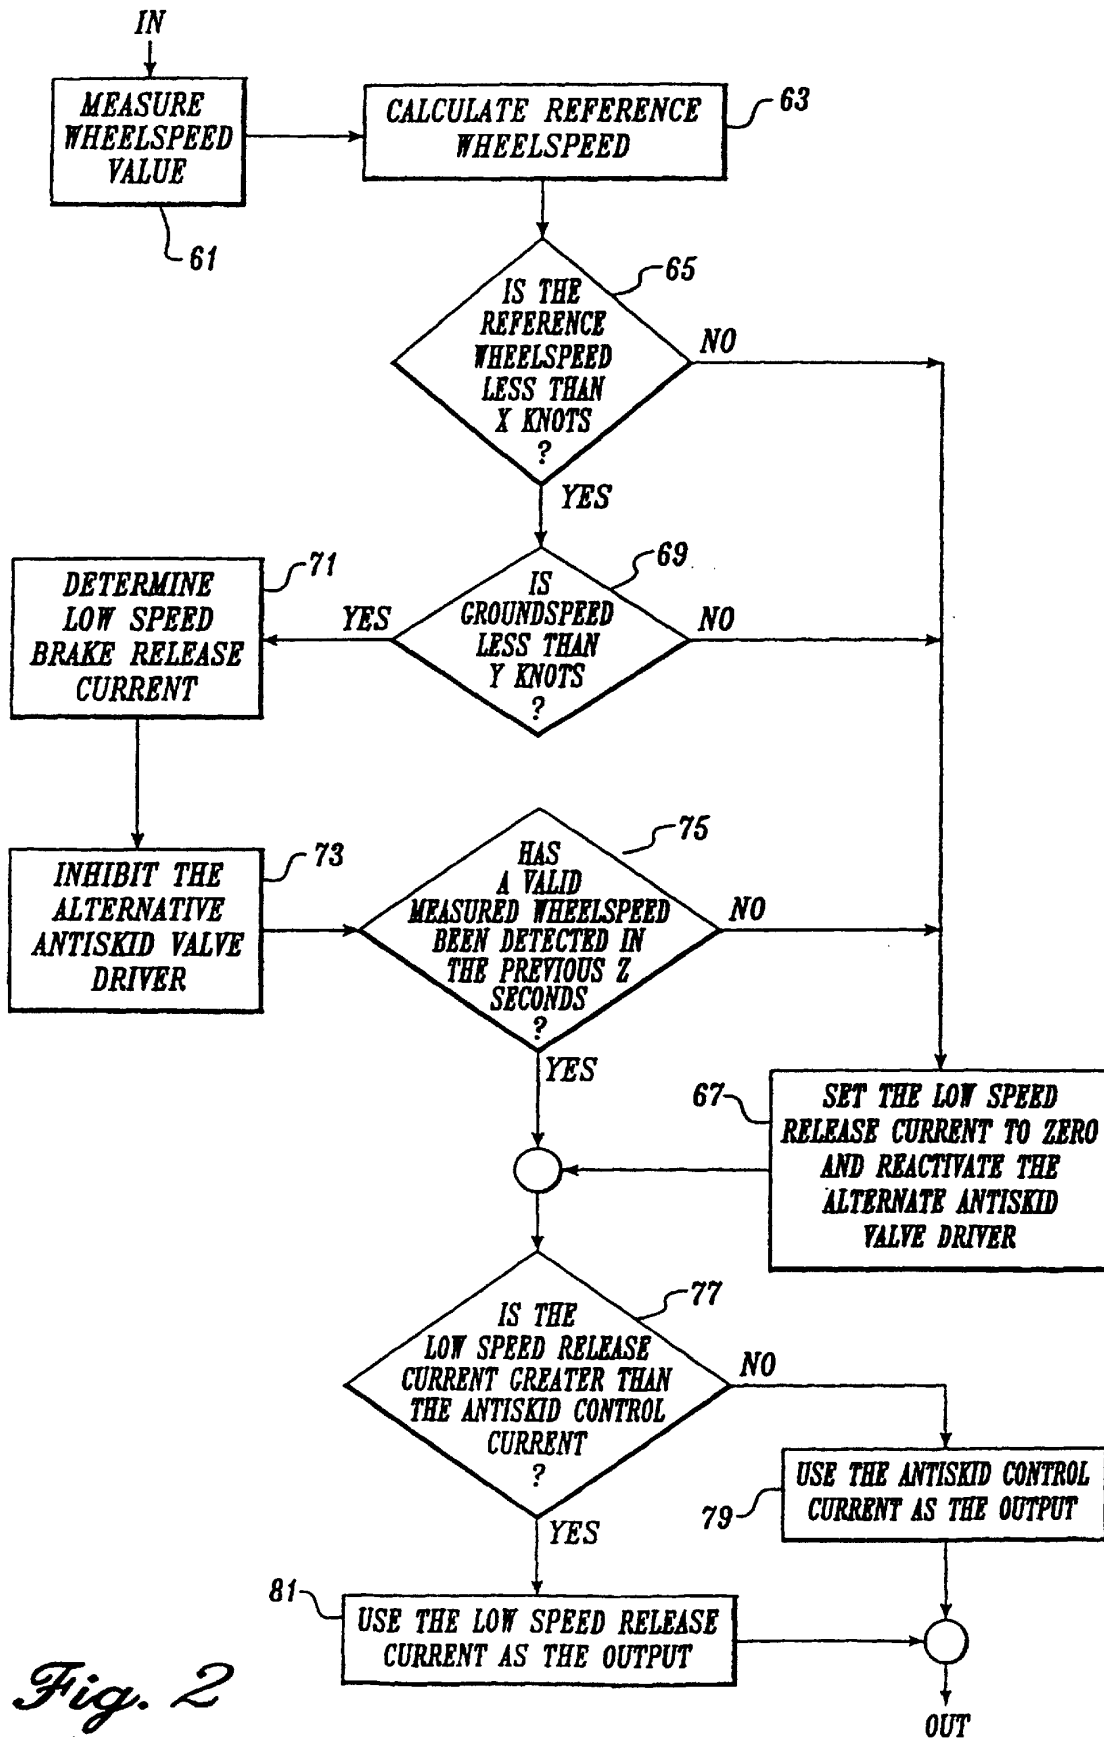 IN
MEASURE
WHEELSPEED
VALUE
61
CALCULATE REFERENCE
WHEELSPEED
63
IS THE
REFERENCE
WHEELSPEED
LESS THAN
X KNOTS
?
65
NO
YES
IS
GROUNDSPEED
LESS THAN
Y KNOTS
?
69
YES
NO
DETERMINE
LOW SPEED
BRAKE RELEASE
CURRENT
71
INHIBIT THE
ALTERNATIVE
ANTISKID VALVE
DRIVER
73
HAS
A VALID
MEASURED WHEELSPEED
BEEN DETECTED IN
THE PREVIOUS Z
SECONDS
?
75
NO
YES
67
SET THE LOW SPEED
RELEASE CURRENT TO ZERO
AND REACTIVATE THE
ALTERNATE ANTISKID
VALVE DRIVER
IS THE
LOW SPEED RELEASE
CURRENT GREATER THAN
THE ANTISKID CONTROL
CURRENT
?
77
NO
YES
USE THE ANTISKID CONTROL
CURRENT AS THE OUTPUT
79
81
USE THE LOW SPEED RELEASE
CURRENT AS THE OUTPUT
OUT
Fig. 2